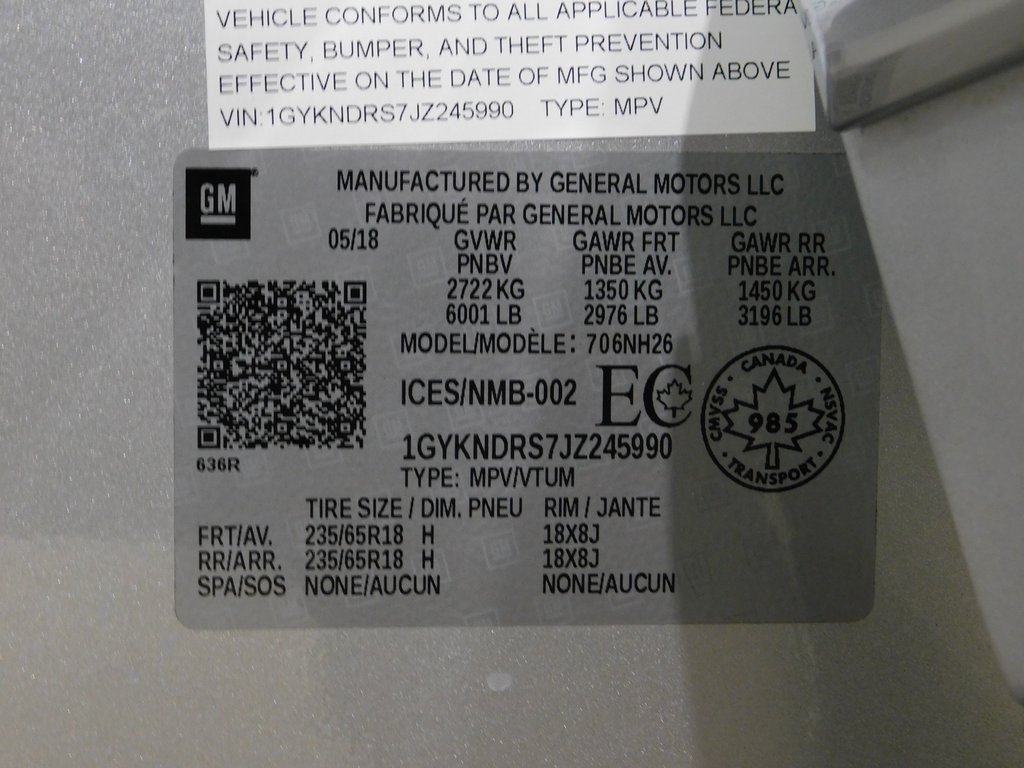 VEHICLE CONFORMS TO ALL APPLICABLE FEDERA
SAFETY, BUMPER, AND THEFT PREVENTION
EFFECTIVE ON THE DATE OF MFG SHOWN ABOVE
VIN:1GYKNDRS7JZ245990 TYPE: MPV
GM
MANUFACTURED BY GENERAL MOTORS LLC
FABRIQUÉ PAR GENERAL MOTORS LLC
05/18 GVWR GAWR FRT GAWR RR
PNBV PNBE AV. PNBE ARR.
2722 KG 1350 KG 1450 KG
6001 LB 2976 LB 3196 LB
MODEL/MODÈLE: 706NH26
ICES/NMB-002 EC
CANADA
CMVSS 985 NSVAC
TRANSPORT
1GYKNDRS7JZ245990
636R
TYPE: MPV/VTUM
TIRE SIZE / DIM. PNEU RIM / JANTE
FRT/AV. 235/65R18 H 18X8J
RR/ARR. 235/65R18 H 18X8J
SPA/SOS NONE/AUCUN NONE/AUCUN